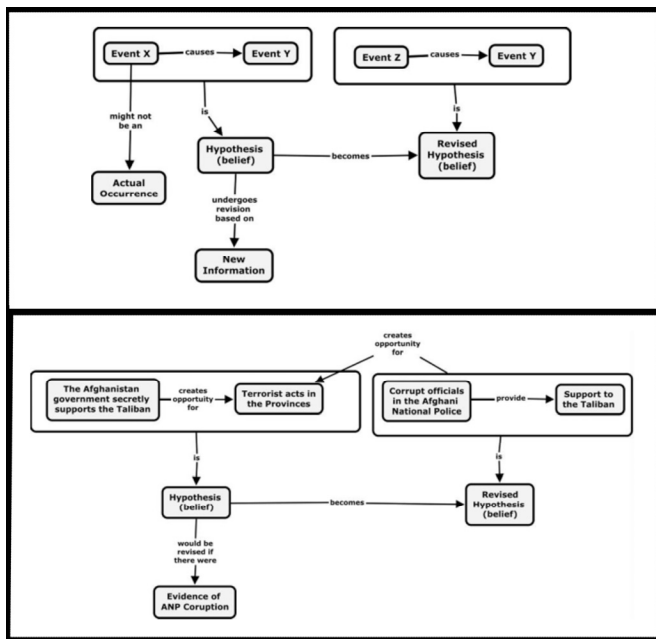 Event X
causes
Event Y
Event Z
causes
Event Y
might not
be an
is
is
Actual
Occurrence
Hypothesis
(belief)
becomes
Revised
Hypothesis
(belief)
undergoes
revision
based on
New
Information
creates
opportunity
for
The Afghanistan
government secretly
supports the Taliban
creates
opportuity
for
Terrorist acts in
the Provinces
Corrupt officials
in the Afghani
National Police
provide
Support to
the Taliban
is
is
Hypothesis
(belief)
becomes
Revised
Hypothesis
(belief)
would be
revised if
there were
Evidence of
ANP Coruption